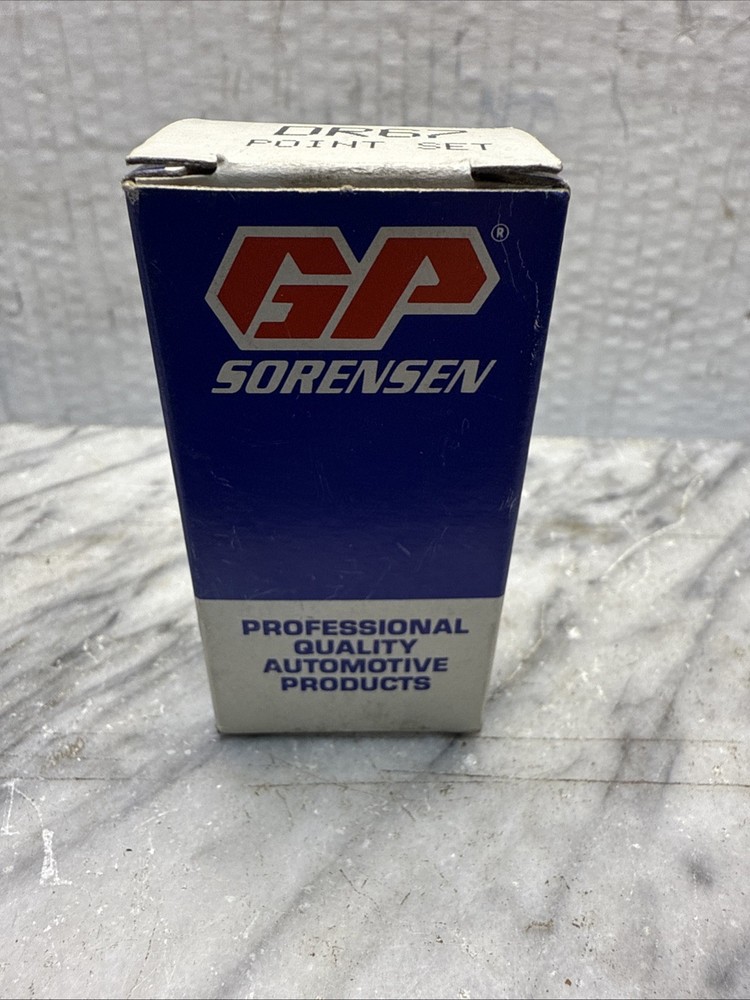 DR67
POINT SET
GP®
SORENSEN
PROFESSIONAL
QUALITY
AUTOMOTIVE
PRODUCTS